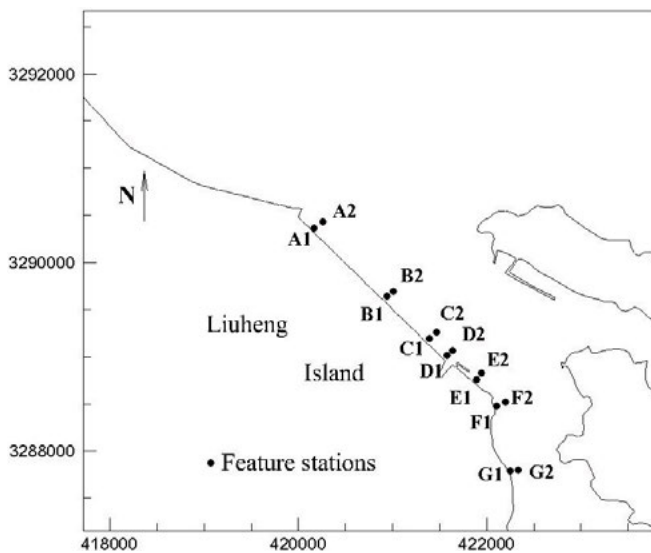 3292000
N
A2
A1
3290000
B2
B1
Liuheng
C2
C1
D2
D1
Island
E2
E1
F2
F1
3288000
Feature stations
G1
G2
418000
420000
422000